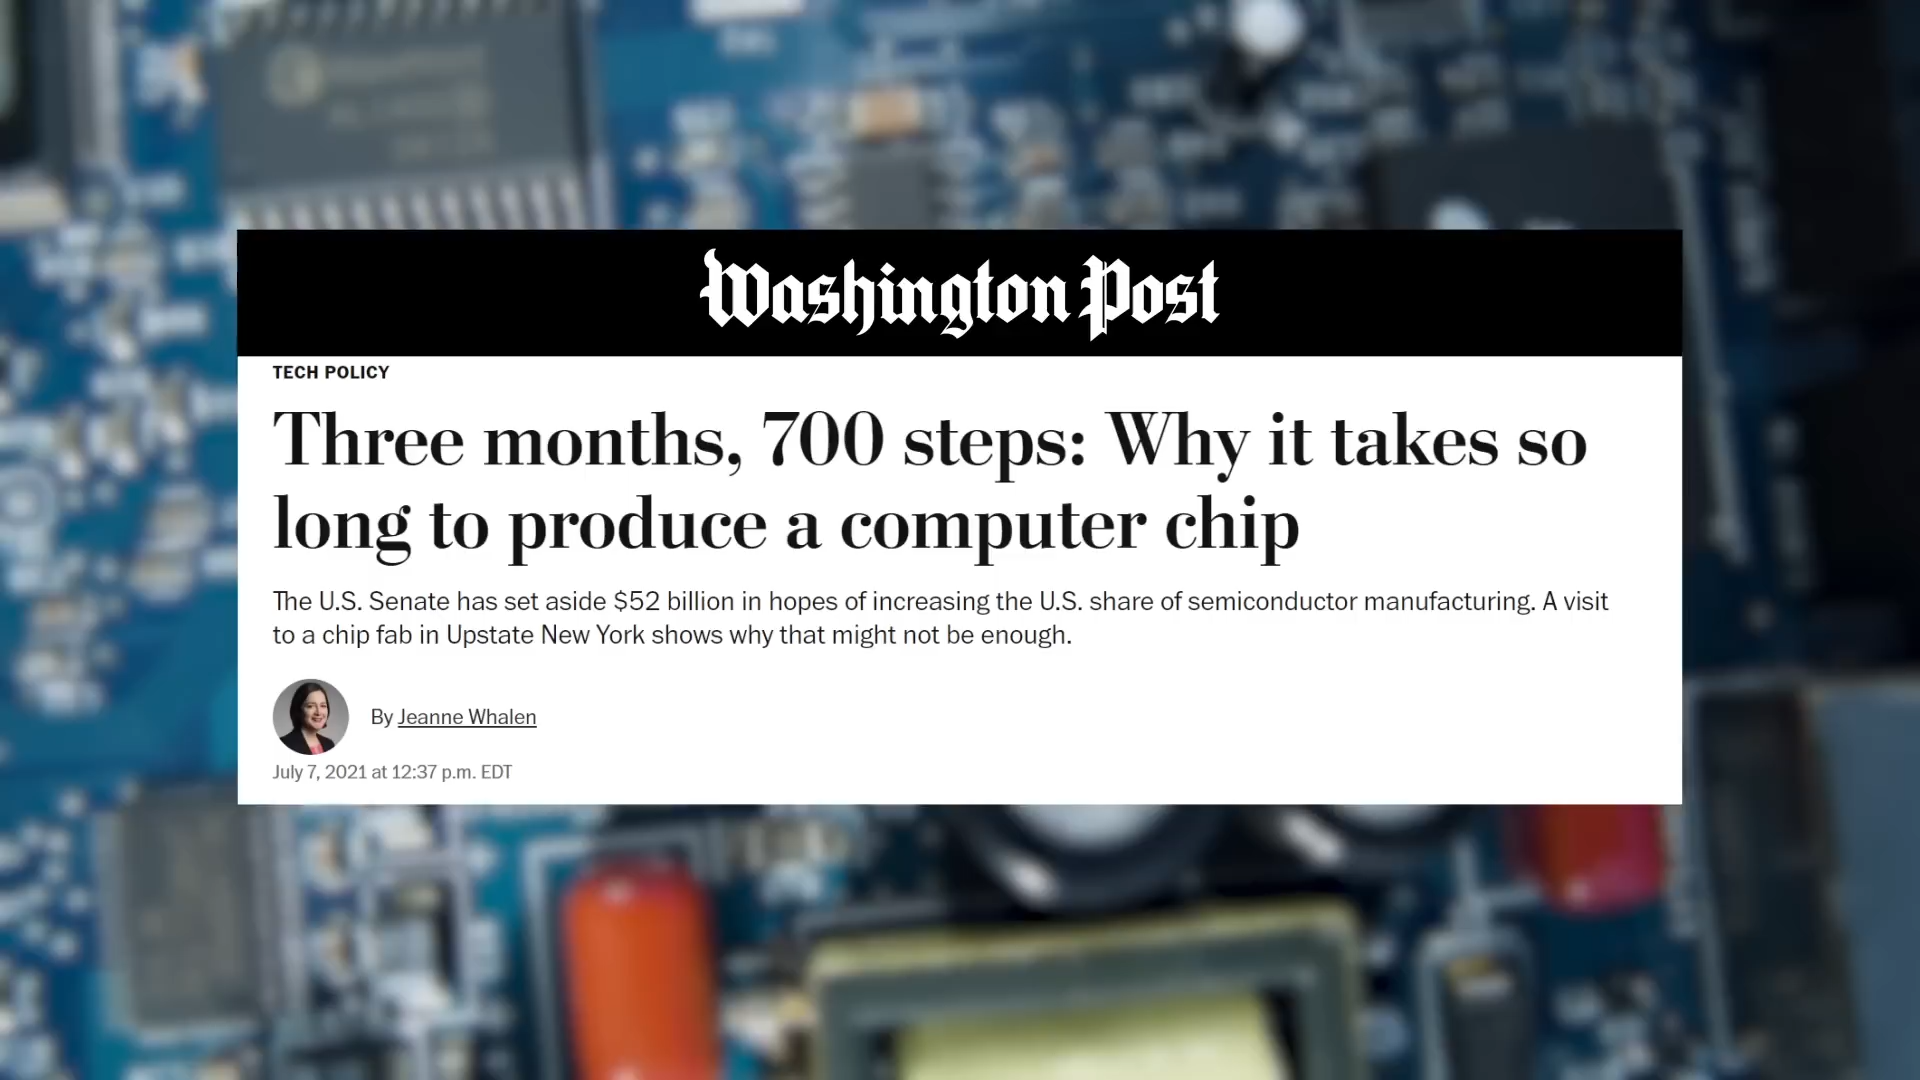 Washington Post
TECH POLICY
Three months, 700 steps: Why it takes so
long to produce a computer chip
The U.S. Senate has set aside $52 billion in hopes of increasing the U.S. share of semiconductor manufacturing. A visit
to a chip fab in Upstate New York shows why that might not be enough.
By Jeanne Whalen
July 7, 2021 at 12:37 p.m. EDT